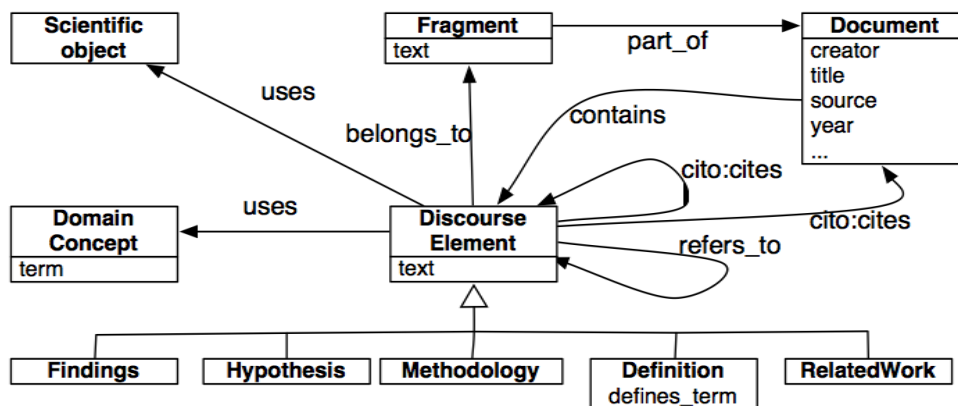 Scientific
object
Fragment
text
part_of
Document
creator
title
source
year
...
uses
belongs_to
contains
cito:cites
cito:cites
uses
Domain
Concept
term
Discourse
Element
text
refers_to
Findings
Hypothesis
Methodology
Definition
defines_term
RelatedWork